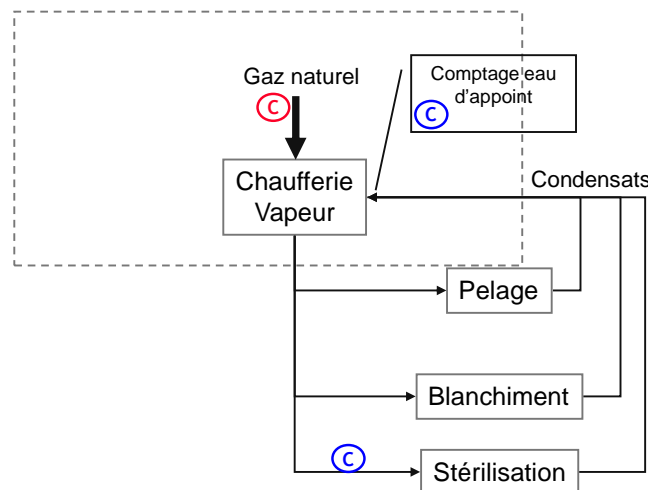 Gaz naturel
C
Comptage eau
d’appoint
C
Chaufferie
Vapeur
Condensats
Pelage
Blanchiment
C
Stérilisation